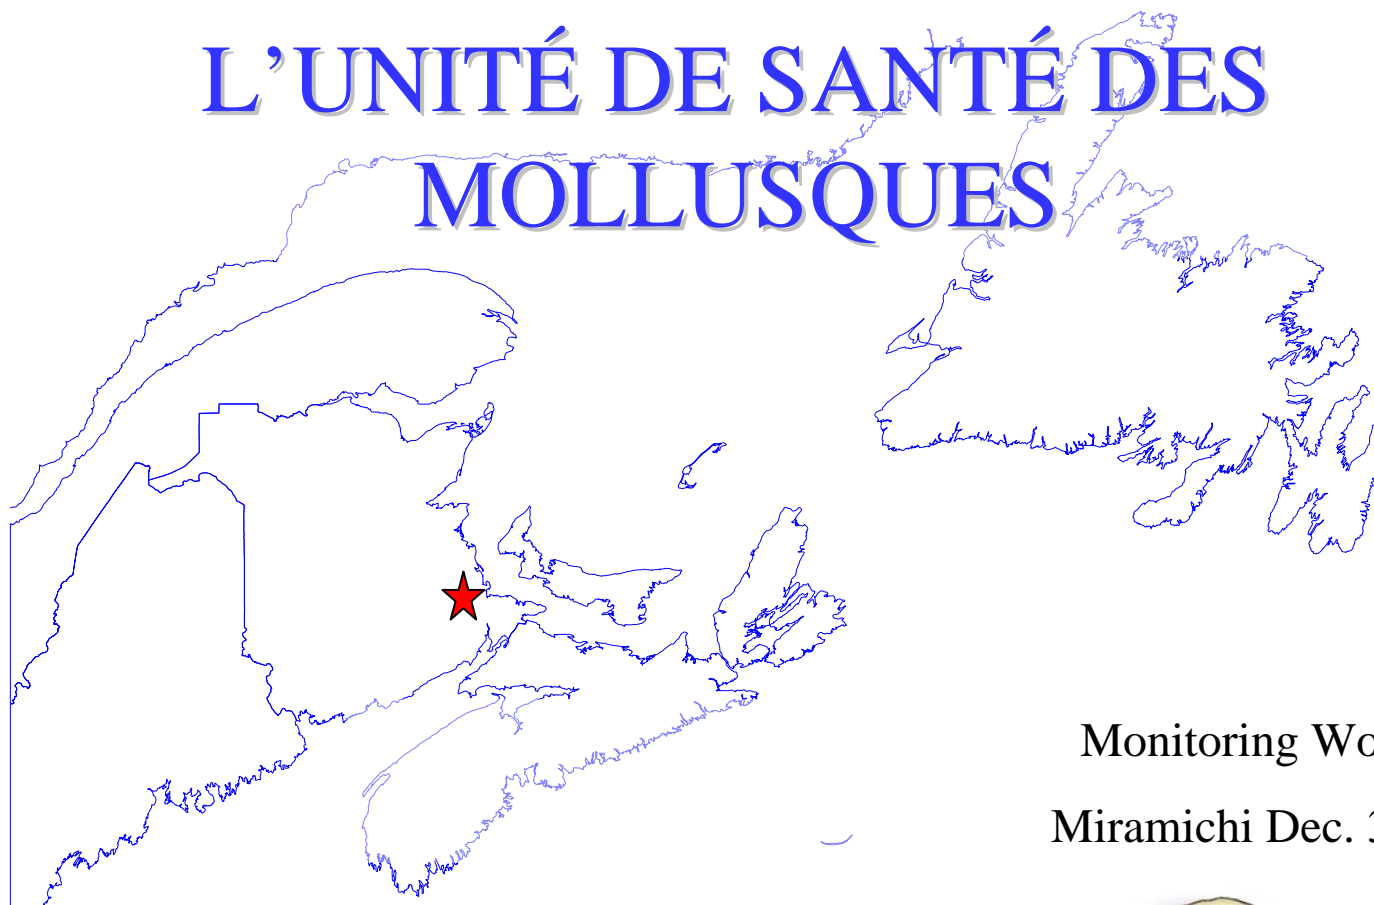 L’UNITÉ DE SANTÉ DES
MOLLUSQUES
Monitoring
Miramichi Dec.